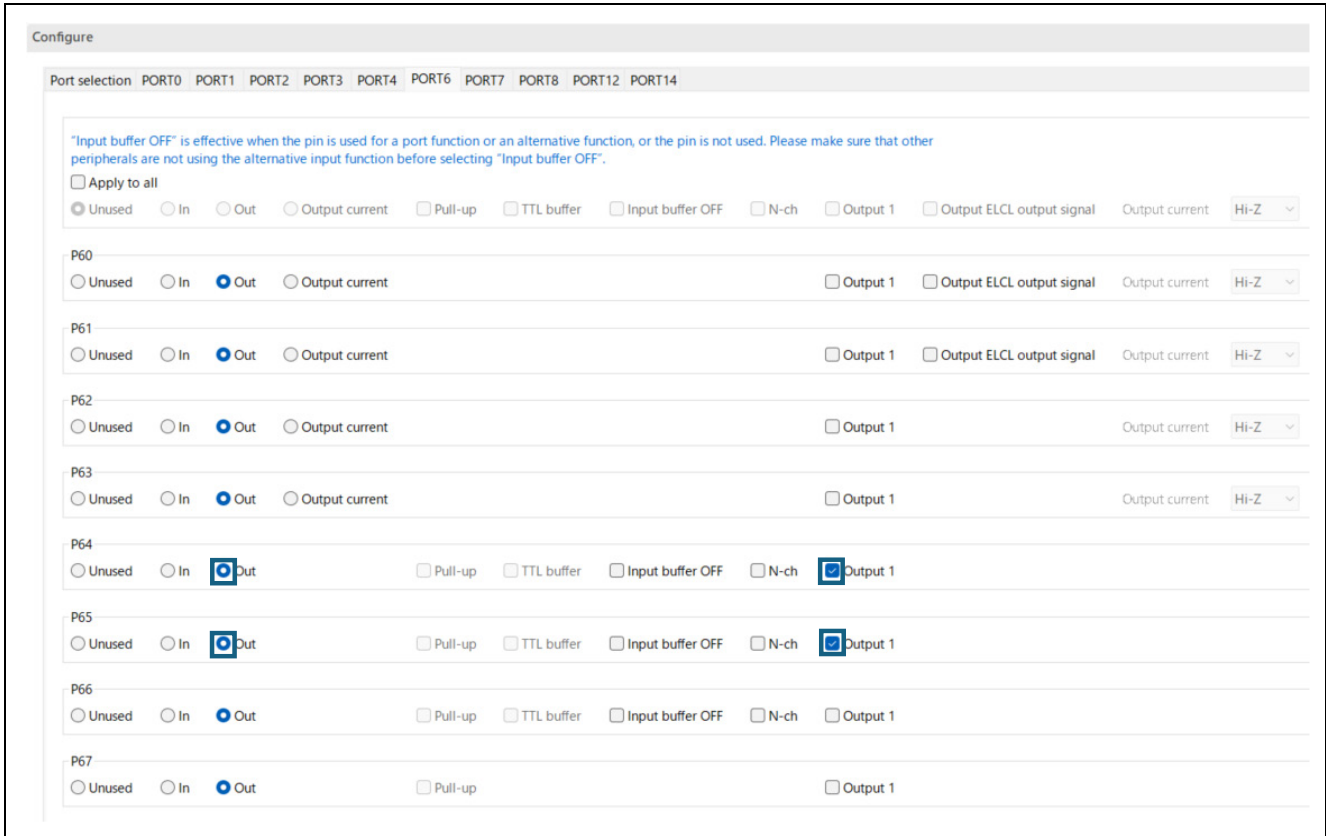 Configure
Port selection PORT0 PORT1 PORT2 PORT3 PORT4 PORT6 PORT7 PORT8 PORT12 PORT14
"Input buffer OFF" is effective when the pin is used for a port function or an alternative function, or the pin is not used. Please make sure that other
peripherals are not using the alternative input function before selecting "Input buffer OFF".
Apply to all
Unused In Out Output current Pull-up TTL buffer Input buffer OFF N-ch Output 1 Output ELCL output signal Output current Hi-Z
P60
Unused In Out Output current Output 1 Output ELCL output signal Output current Hi-Z
P61
Unused In Out Output current Output 1 Output ELCL output signal Output current Hi-Z
P62
Unused In Out Output current Output 1 Output current Hi-Z
P63
Unused In Out Output current Output 1 Output current Hi-Z
P64
Unused In Out Pull-up TTL buffer Input buffer OFF N-ch Output 1
P65
Unused In Out Pull-up TTL buffer Input buffer OFF N-ch Output 1
P66
Unused In Out Pull-up TTL buffer Input buffer OFF N-ch Output 1
P67
Unused In Out Pull-up Output 1